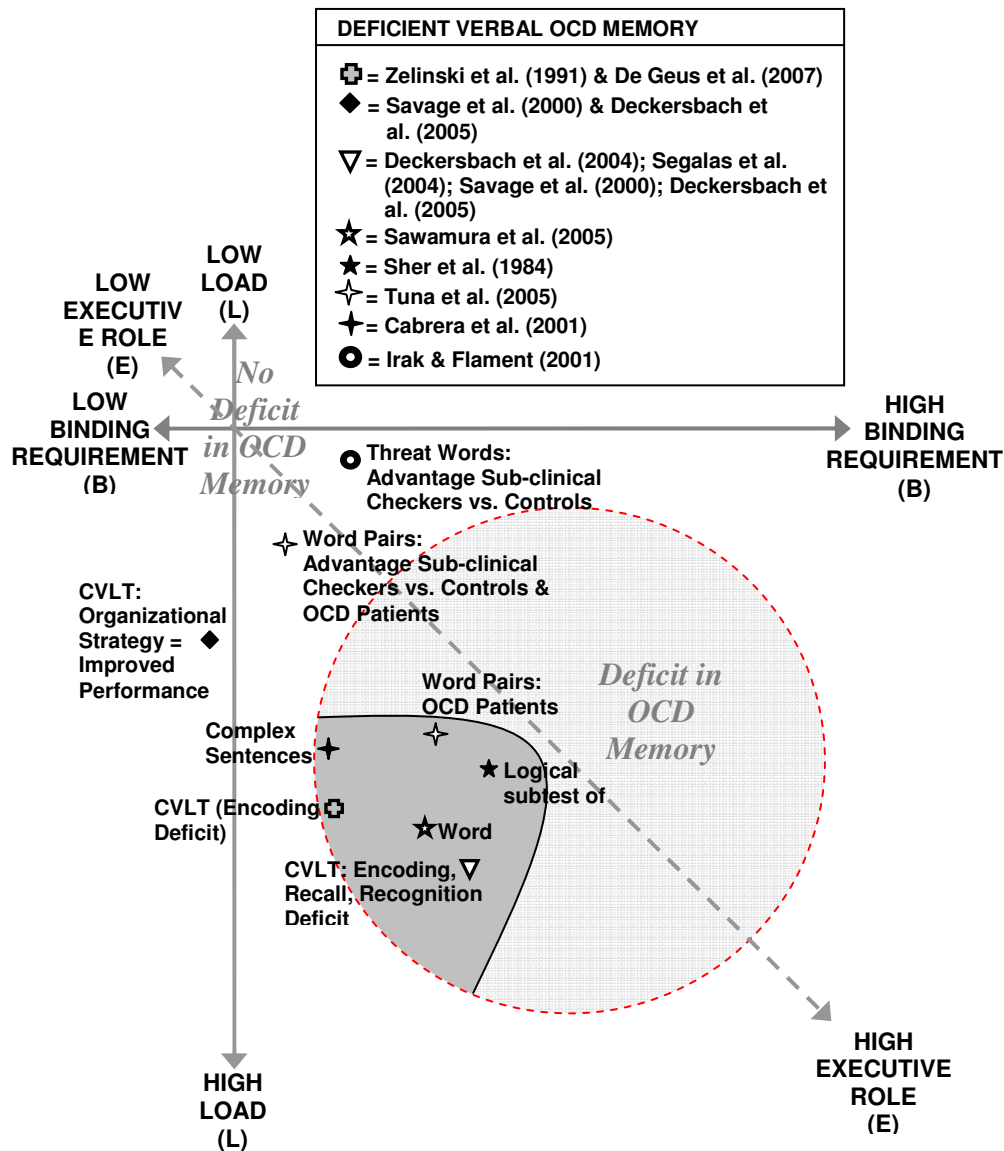 DEFICIENT VERBAL OCD MEMORY
= Zelinski et al. (1991) & De Geus et al. (2007)
= Savage et al. (2000) & Deckersbach et
al. (2005)
= Deckersbach et al. (2004); Segalas et al.
(2004); Savage et al. (2000); Deckersbach et
al. (2005)
= Sawamura et al. (2005)
= Sher et al. (1984)
= Tuna et al. (2005)
= Cabrera et al. (2001)
= Irak & Flament (2001)
LOW
LOAD
(L)
LOW
EXECUTIV
E ROLE
(E)
No
Deficit
in OCD
Memory
LOW
BINDING
REQUIREMENT
(B)
HIGH
BINDING
REQUIREMENT
(B)
Threat Words:
Advantage Sub-clinical
Checkers vs. Controls
Word Pairs:
Advantage Sub-clinical
Checkers vs. Controls &
OCD Patients
CVLT:
Organizational
Strategy =
Improved
Performance
Deficit in
OCD
Memory
Word Pairs:
OCD Patients
Complex
Sentences
Logical
subtest of
CVLT (Encoding
Deficit)
Word
CVLT: Encoding,
Recall, Recognition
Deficit
HIGH
LOAD
(L)
HIGH
EXECUTIVE
ROLE
(E)